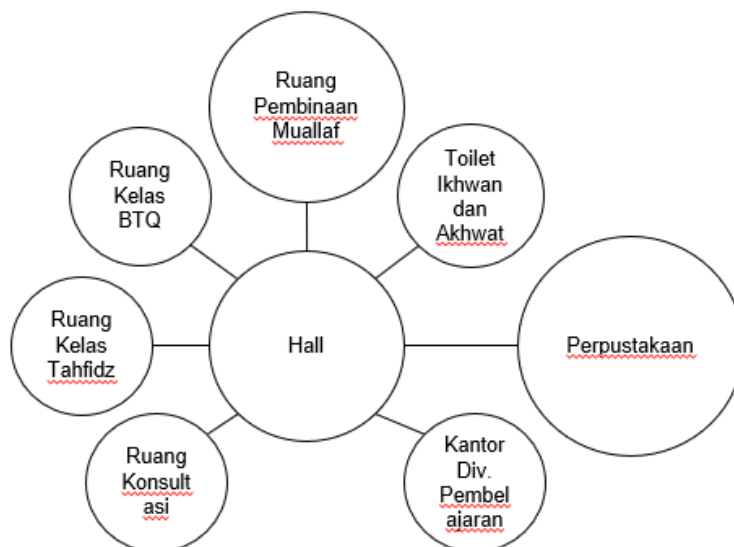 Ruang
Pembinaan
Muallaf
Toilet
Ikhwan
dan
Akhwat
Ruang
Kelas
BTQ
Ruang
Kelas
Tahfidz
Hall
Perpustakaan
Ruang
Konsult
asi
Kantor
Div.
Pembel
ajaran